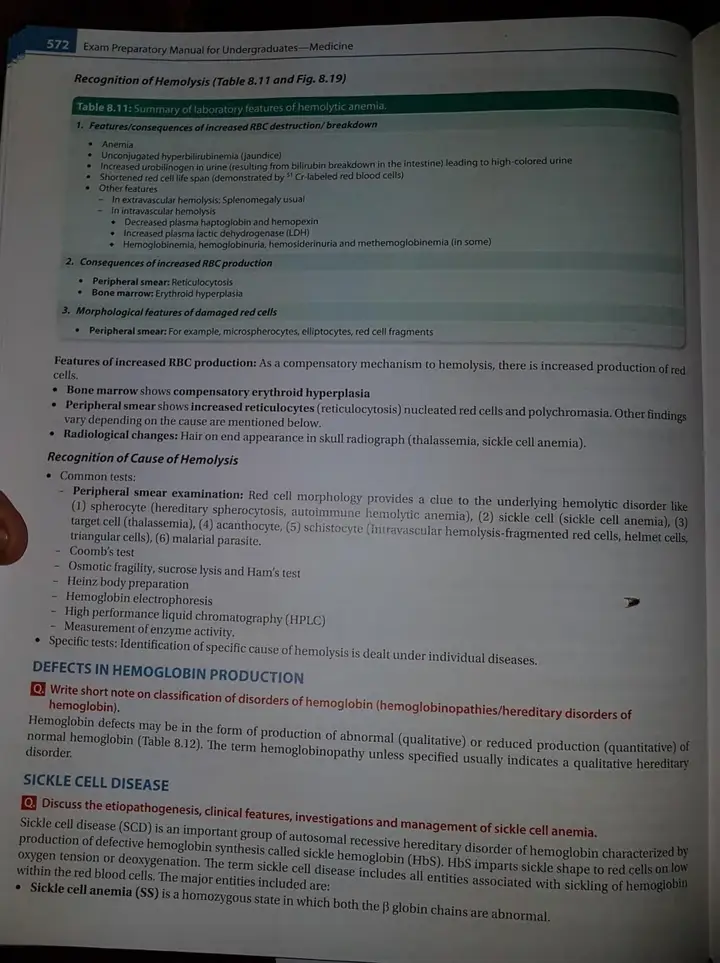 572 Exam Preparatory Manual for Undergraduates—Medicine
Recognition of Hemolysis (Table 8.11 and Fig. 8.19)
Table 8.11: Summary of laboratory features of hemolytic anemia.
1. Features/consequences of increased RBC destruction/ breakdown
• Anemia
• Unconjugated hyperbilirubinemia (jaundice)
• Increased urobilinogen in urine (resulting from bilirubin breakdown in the intestine) leading to high-colored urine
• Shortened red cell life span (demonstrated by ⁵¹ Cr-labeled red blood cells)
• Other features
– In extravascular hemolysis: Splenomegaly usual
– In intravascular hemolysis
• Decreased plasma haptoglobin and hemopexin
• Increased plasma lactic dehydrogenase (LDH)
• Hemoglobinemia, hemoglobinuria, hemosiderinuria and methemoglobinemia (in some)
2. Consequences of increased RBC production
• Peripheral smear: Reticulocytosis
• Bone marrow: Erythroid hyperplasia
3. Morphological features of damaged red cells
• Peripheral smear: For example, microspherocytes, elliptocytes, red cell fragments
Features of increased RBC production: As a compensatory mechanism to hemolysis, there is increased production of red
cells.
• Bone marrow shows compensatory erythroid hyperplasia
• Peripheral smear shows increased reticulocytes (reticulocytosis) nucleated red cells and polychromasia. Other findings
vary depending on the cause are mentioned below.
• Radiological changes: Hair on end appearance in skull radiograph (thalassemia, sickle cell anemia).
Recognition of Cause of Hemolysis
• Common tests:
– Peripheral smear examination: Red cell morphology provides a clue to the underlying hemolytic disorder like
(1) spherocyte (hereditary spherocytosis, autoimmune hemolytic anemia), (2) sickle cell (sickle cell anemia), (3)
target cell (thalassemia), (4) acanthocyte, (5) schistocyte (Intravascular hemolysis-fragmented red cells, helmet cells,
triangular cells), (6) malarial parasite.
– Coomb's test
– Osmotic fragility, sucrose lysis and Ham's test
– Heinz body preparation
– Hemoglobin electrophoresis
– High performance liquid chromatography (HPLC)
– Measurement of enzyme activity.
• Specific tests: Identification of specific cause of hemolysis is dealt under individual diseases.
DEFECTS IN HEMOGLOBIN PRODUCTION
Q. Write short note on classification of disorders of hemoglobin (hemoglobinopathies/hereditary disorders of
hemoglobin).
Hemoglobin defects may be in the form of production of abnormal (qualitative) or reduced production (quantitative) of
normal hemoglobin (Table 8.12). The term hemoglobinopathy unless specified usually indicates a qualitative hereditary
disorder.
SICKLE CELL DISEASE
Q. Discuss the etiopathogenesis, clinical features, investigations and management of sickle cell anemia.
Sickle cell disease (SCD) is an important group of autosomal recessive hereditary disorder of hemoglobin characterized by
production of defective hemoglobin synthesis called sickle hemoglobin (HbS). HbS imparts sickle shape to red cells on low
oxygen tension or deoxygenation. The term sickle cell disease includes all entities associated with sickling of hemoglobin
within the red blood cells. The major entities included are:
• Sickle cell anemia (SS) is a homozygous state in which both the β globin chains are abnormal.